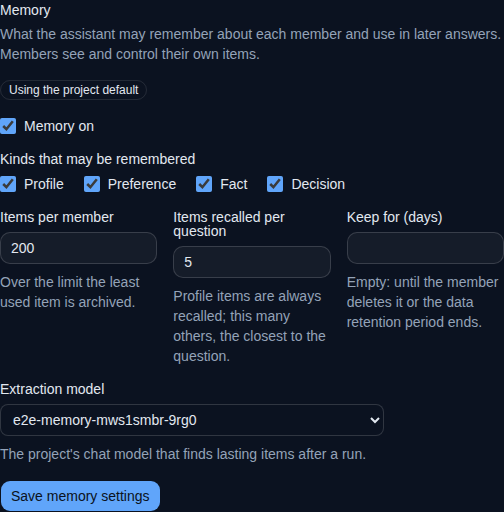 Memory
What the assistant may remember about each member and use in later answers.
Members see and control their own items.
Using the project default
Memory on
Kinds that may be remembered
Profile
Preference
Fact
Decision
Items per member
200
Over the limit the least
used item is archived.
Items recalled per
question
5
Profile items are always
recalled; this many
others, the closest to the
question.
Keep for (days)
Empty: until the member
deletes it or the data
retention period ends.
Extraction model
e2e-memory-mws1smbr-9rg0
The project's chat model that finds lasting items after a run.
Save memory settings